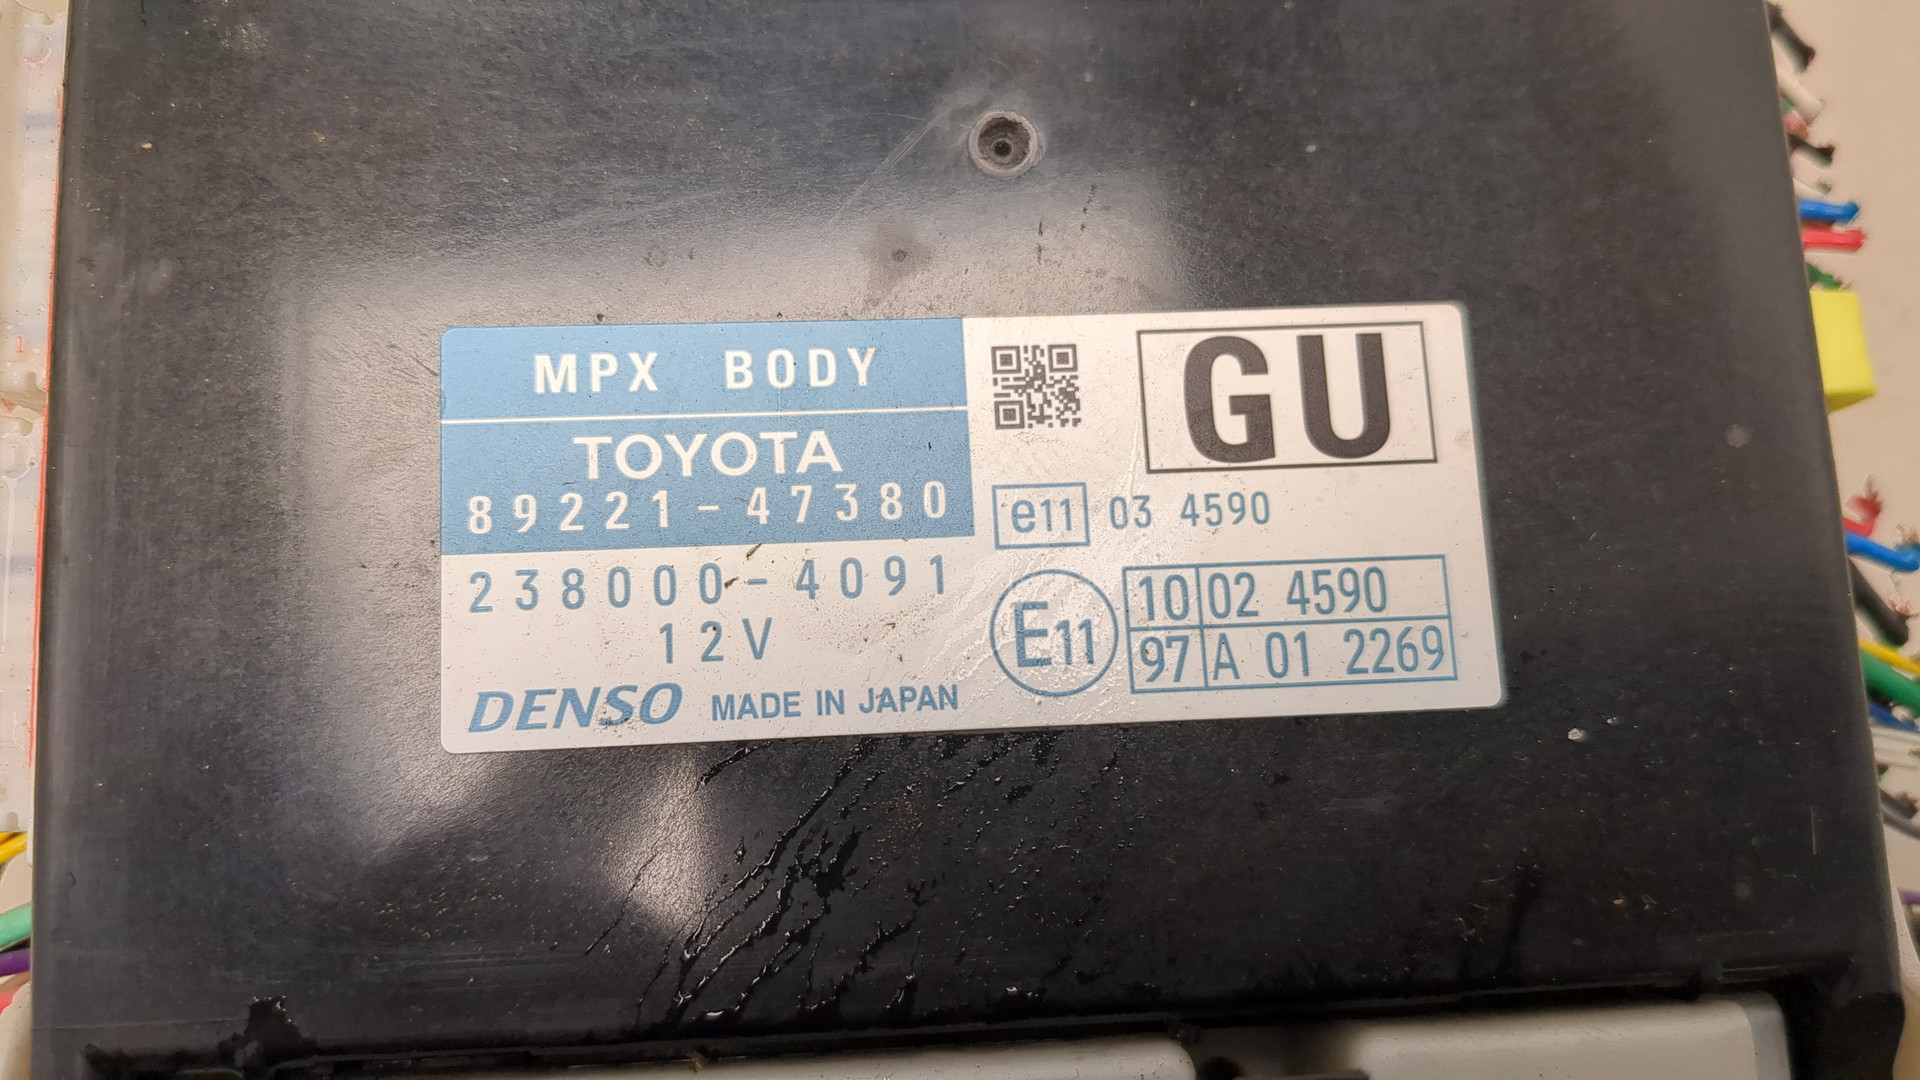 MPX BODY
TOYOTA
89221-47380
238000-4091
12V
DENSO MADE IN JAPAN
GU
e11 03 4590
E11
10 02 4590
97 A 01 2269